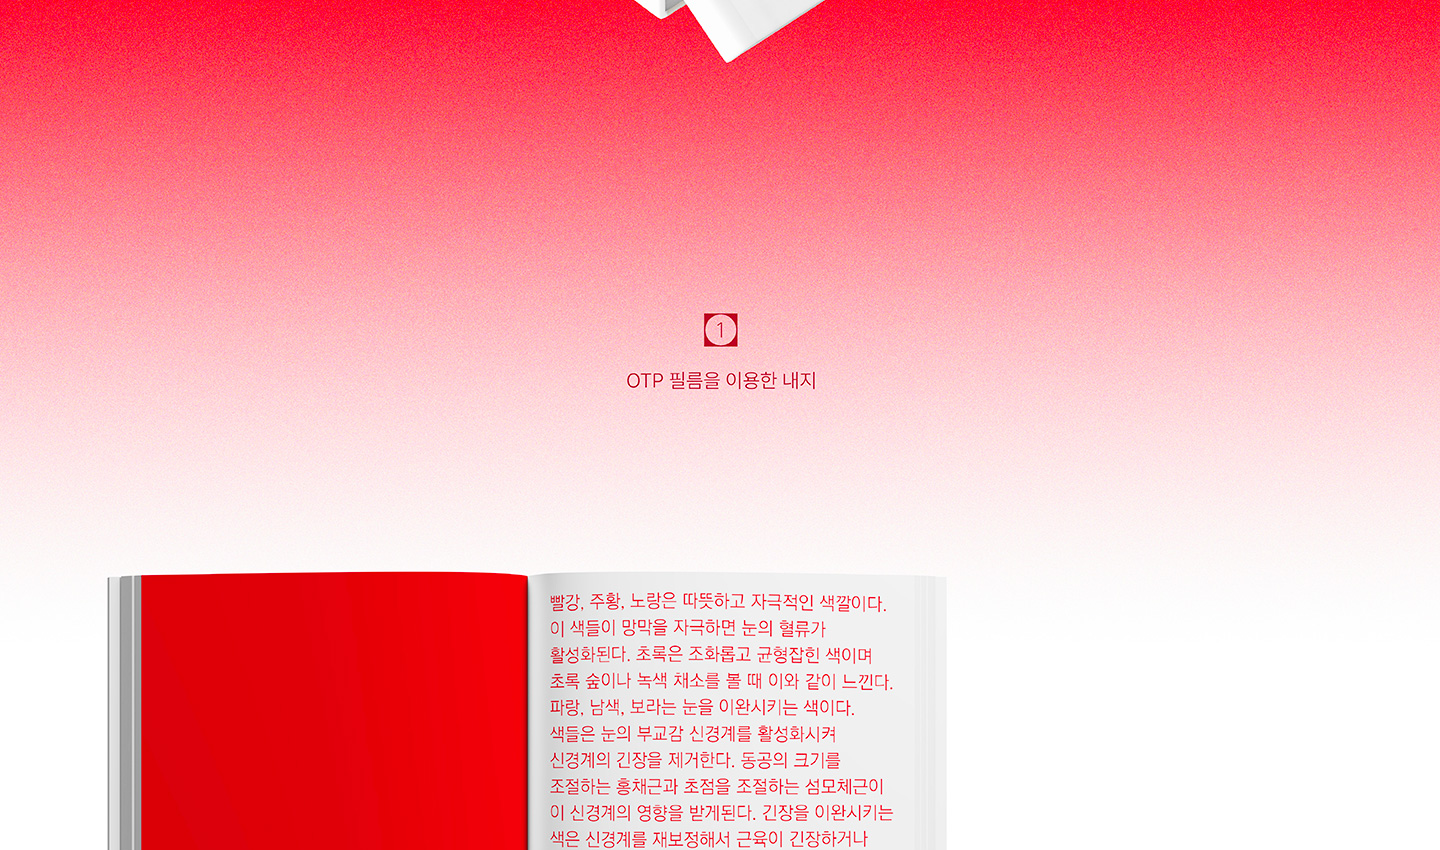 1
OTP 필름을 이용한 내지
빨강, 주황, 노랑은 따뜻하고 자극적인 색깔이다.
이 색들이 망막을 자극하면 눈의 혈류가
활성화된다. 초록은 조화롭고 균형잡힌 색이며
초록 숲이나 녹색 채소를 볼 때 이와 같이 느낀다.
파랑, 남색, 보라는 눈을 이완시키는 색이다.
색들은 눈의 부교감 신경계를 활성화시켜
신경계의 긴장을 제거한다. 동공의 크기를
조절하는 홍채근과 초점을 조절하는 섬모체근이
이 신경계의 영향을 받게된다. 긴장을 이완시키는
색은 신경계를 재보정해서 근육이 긴장하거나